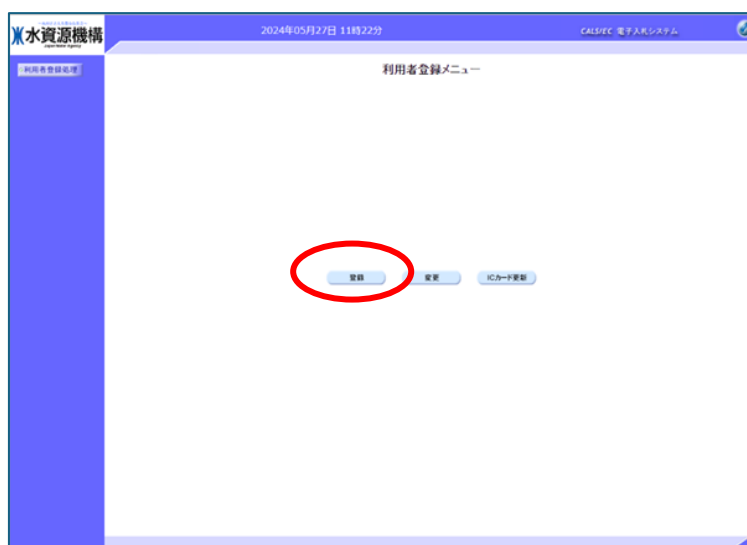 水資源機構
Japan Water Agency
2024年05月27日 11時22分
CALS/EC 電子入札システム
利用者登録処理
利用者登録メニュー
登録
変更
ICカード更新